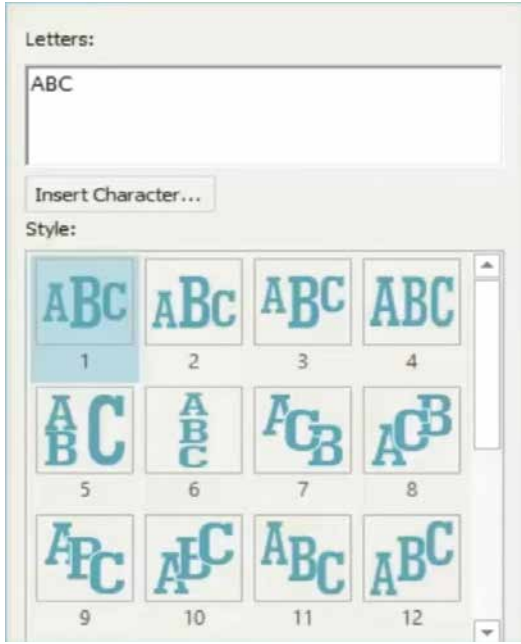 Letters:
ABC
Insert Character...
Style:
ABC ABC ABC ABC
1 2 3 4
ABC ABC ACB ACB
5 6 7 8
APC ABC ABC ABC
9 10 11 12